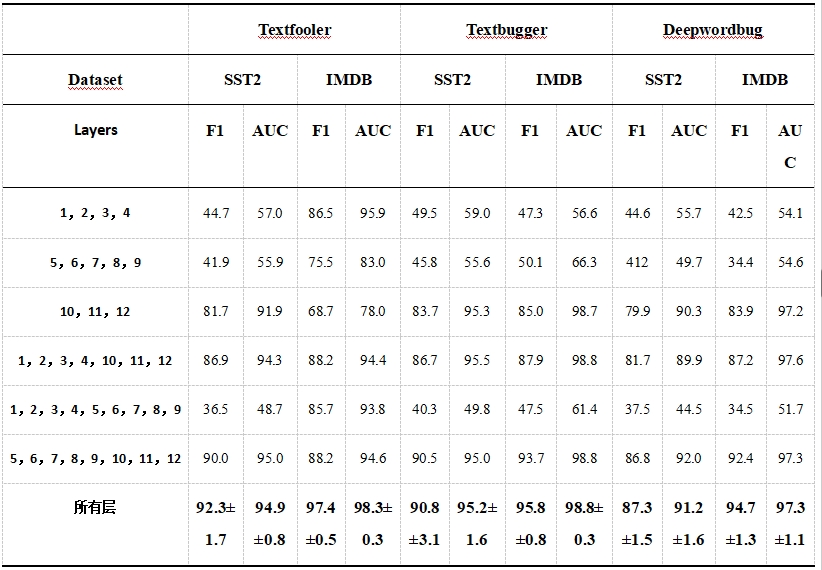 Textfooler Textbugger Deepwordbug
Dataset SST2 IMDB SST2 IMDB SST2 IMDB
Layers F1 AUC F1 AUC F1 AUC F1 AUC F1 AUC F1 AU
C
1，2，3，4 44.7 57.0 86.5 95.9 49.5 59.0 47.3 56.6 44.6 55.7 42.5 54.1
5，6，7，8，9 41.9 55.9 75.5 83.0 45.8 55.6 50.1 66.3 412 49.7 34.4 54.6
10，11，12 81.7 91.9 68.7 78.0 83.7 95.3 85.0 98.7 79.9 90.3 83.9 97.2
1，2，3，4，10，11，12 86.9 94.3 88.2 94.4 86.7 95.5 87.9 98.8 81.7 89.9 87.2 97.6
1，2，3，4，5，6，7，8，9 36.5 48.7 85.7 93.8 40.3 49.8 47.5 61.4 37.5 44.5 34.5 51.7
5，6，7，8，9，10，11，12 90.0 95.0 88.2 94.6 90.5 95.0 93.7 98.8 86.8 92.0 92.4 97.3
所有层 92.3± 94.9 97.4 98.3± 90.8 95.2± 95.8 98.8± 87.3 91.2 94.7 97.3
1.7 ±0.8 ±0.5 0.3 ±3.1 1.6 ±0.8 0.3 ±1.5 ±1.6 ±1.3 ±1.1